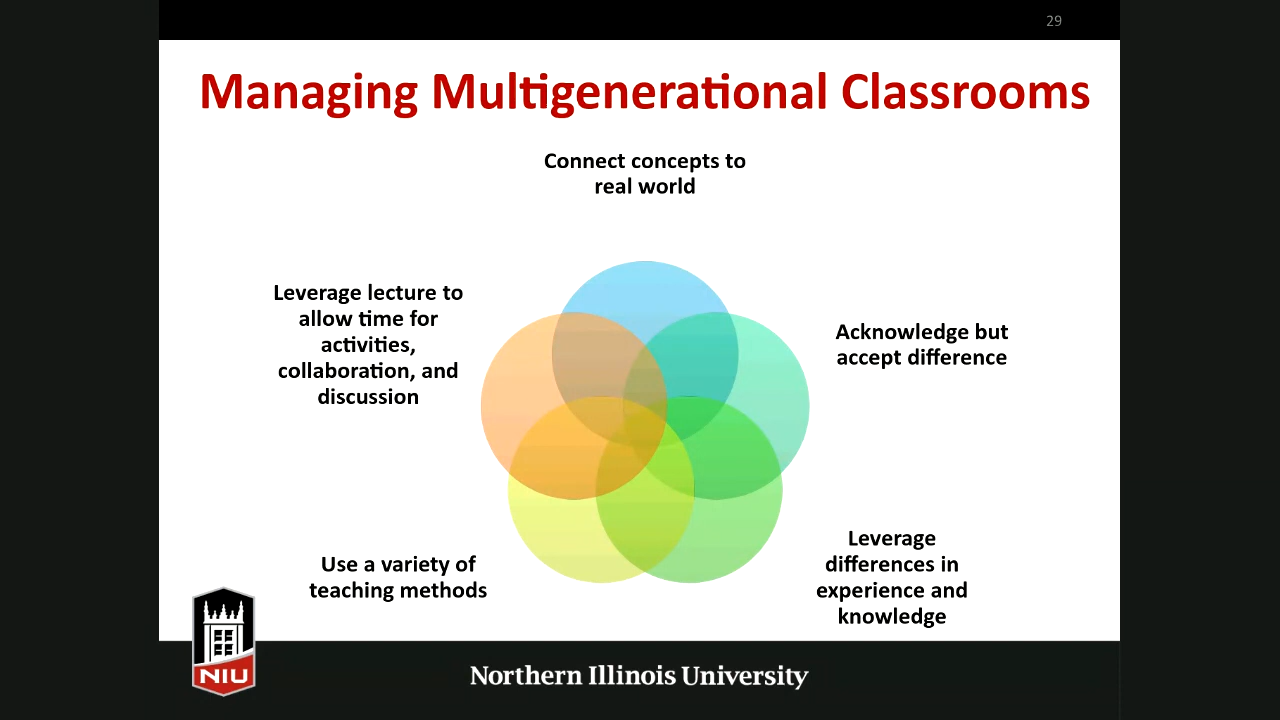 29
Managing Multigenerational Classrooms
Connect concepts to
real world
Leverage lecture to
allow time for
activities,
collaboration, and
discussion
Acknowledge but
accept difference
Use a variety of
teaching methods
Leverage
differences in
experience and
knowledge
NIU
Northern Illinois University